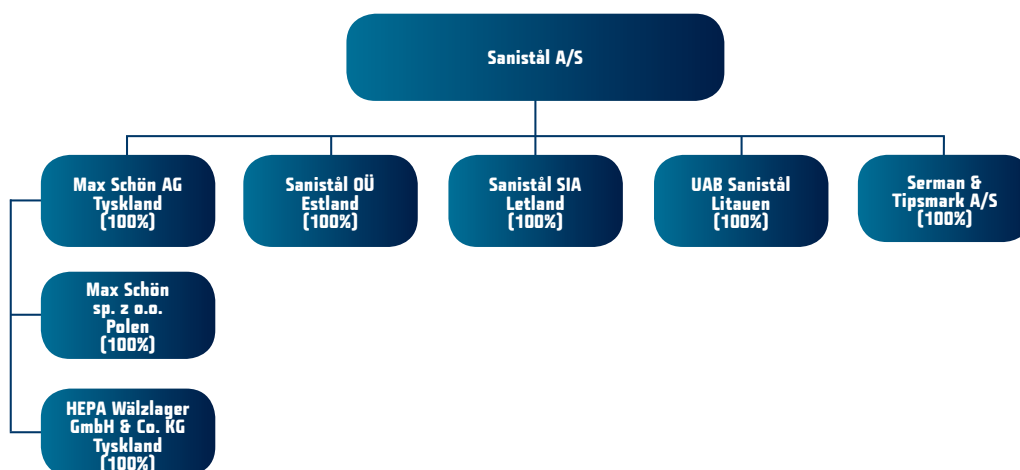 Sanistål A/S
Max Schön AG
Tyskland
(100%)
Sanistål OÜ
Estland
(100%)
Sanistål SIA
Letland
(100%)
UAB Sanistål
Litauen
(100%)
Serman &
Tipsmark A/S
(100%)
Max Schön
sp. z o.o.
Polen
(100%)
HEPA Wälzlager
GmbH & Co. KG
Tyskland
(100%)